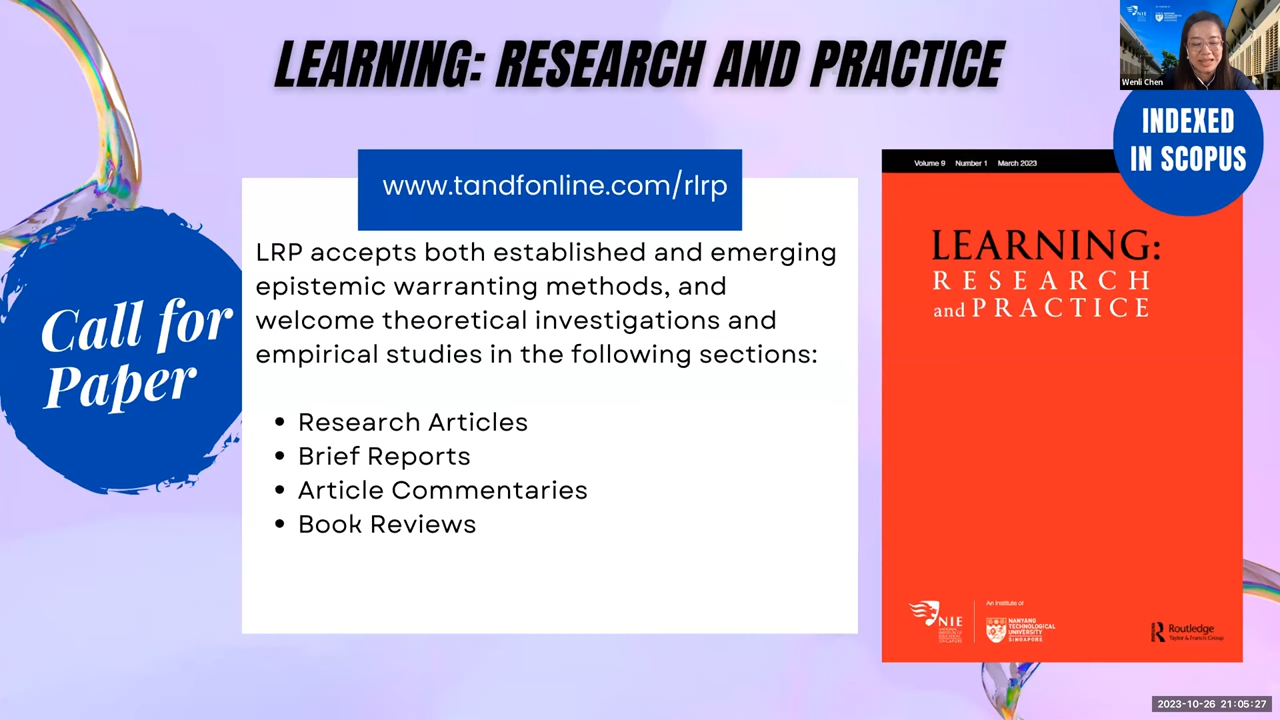 LEARNING: RESEARCH AND PRACTICE
Wenli Chen
INDEXED
IN SCOPUS
www.tandfonline.com/rlrp
LRP accepts both established and emerging
epistemic warranting methods, and
welcome theoretical investigations and
empirical studies in the following sections:
• Research Articles
• Brief Reports
• Article Commentaries
• Book Reviews
Call for
Paper
Volume 9 Number 1 March 2023
LEARNING:
RESEARCH
and PRACTICE
NIE
An Institute of
NANYANG
TECHNOLOGICAL
UNIVERSITY
SINGAPORE
Routledge
Taylor & Francis Group
2023-10-26 21:05:27